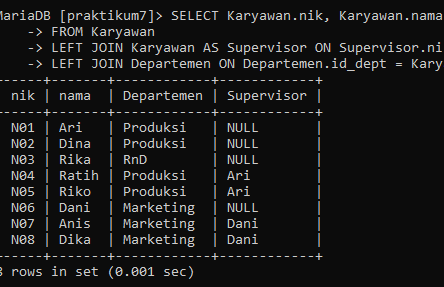 MariaDB [praktikum7]> SELECT Karyawan.nik, Karyawan.nama
-> FROM Karyawan
-> LEFT JOIN Karyawan AS Supervisor ON Supervisor.ni
-> LEFT JOIN Departemen ON Departemen.id_dept = Kary
------+-------+------------+------------+
nik | nama | Departemen | Supervisor |
------+-------+------------+------------+
N01 | Ari | Produksi | NULL |
N02 | Dina | Produksi | NULL |
N03 | Rika | RnD | NULL |
N04 | Ratih | Produksi | Ari |
N05 | Riko | Produksi | Ari |
N06 | Dani | Marketing | NULL |
N07 | Anis | Marketing | Dani |
N08 | Dika | Marketing | Dani |
------+-------+------------+------------+
8 rows in set (0.001 sec)